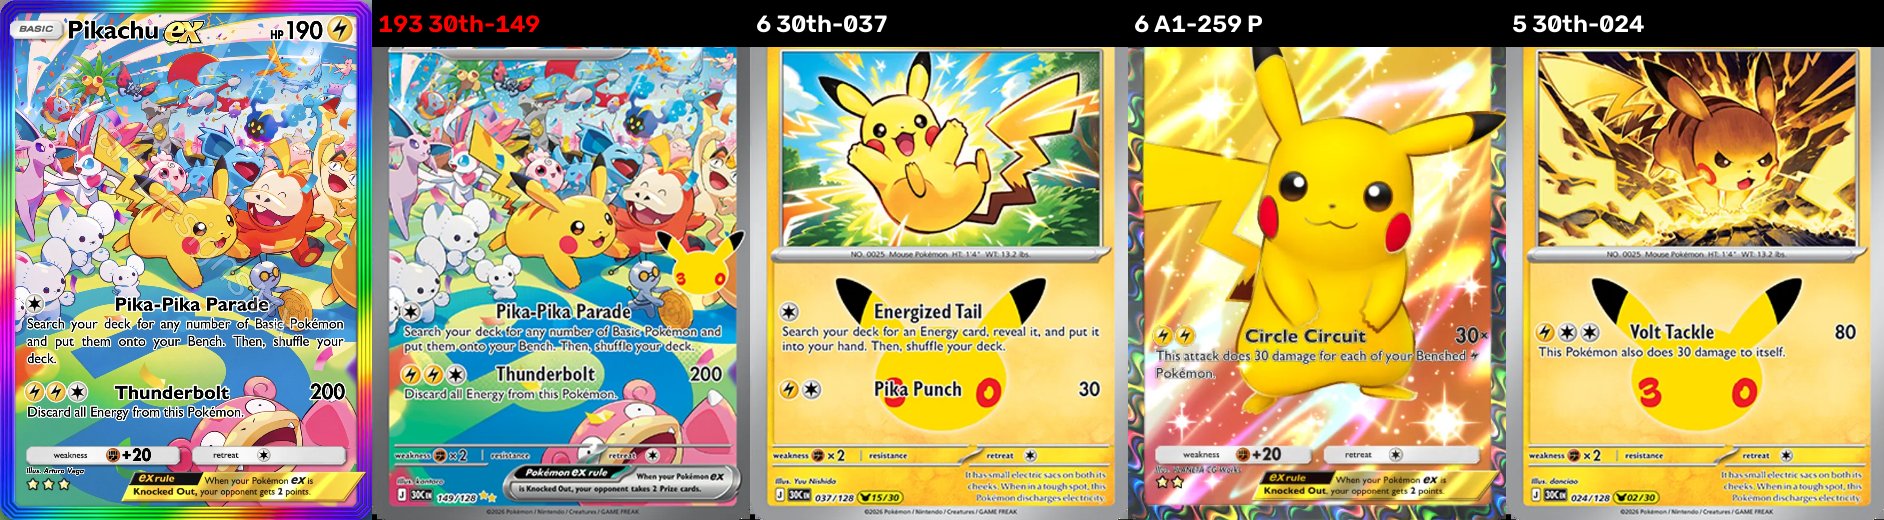 BASIC Pikachu ex HP 190
Pika-Pika Parade
Search your deck for any number of Basic Pokémon
and put them onto your Bench. Then, shuffle your
deck.
Thunderbolt 200
Discard all Energy from this Pokémon.
weakness +20 retreat
Illus. Arturo Vega
ex rule When your Pokémon ex is
Knocked Out, your opponent gets 2 points.
193 30th-149
Pika-Pika Parade
Search your deck for any number of Basic Pokémon and
put them onto your Bench. Then, shuffle your deck.
Thunderbolt 200
Discard all Energy from this Pokémon.
weakness ×2 resistance retreat
Illus. kantaro
Pokémon ex rule When your Pokémon ex
is Knocked Out, your opponent takes 2 Prize cards.
J 30C EN 149/128
©2026 Pokémon / Nintendo / Creatures / GAME FREAK
30
6 30th-037
NO. 0025 Mouse Pokémon HT: 1'4" WT: 13.2 lbs.
Energized Tail
Search your deck for an Energy card, reveal it, and put it
into your hand. Then, shuffle your deck.
Pika Punch 30
30
weakness ×2 resistance retreat
Illus. Yuu Nishida
J 30C EN 037/128 15/30
It has small electric sacs on both its
cheeks. When in a tough spot, this
Pokémon discharges electricity.
©2026 Pokémon / Nintendo / Creatures / GAME FREAK
6 A1-259 P
Circle Circuit 30×
This attack does 30 damage for each of your Benched
Pokémon.
weakness +20 retreat
Illus. PLANETA CG Works
ex rule When your Pokémon ex is
Knocked Out, your opponent gets 2 points.
5 30th-024
NO. 0025 Mouse Pokémon HT: 1'4" WT: 13.2 lbs.
Volt Tackle 80
This Pokémon also does 30 damage to itself.
30
weakness ×2 resistance retreat
Illus. danciao
J 30C EN 024/128 02/30
It has small electric sacs on both its
cheeks. When in a tough spot, this
Pokémon discharges electricity.
©2026 Pokémon / Nintendo / Creatures / GAME FREAK